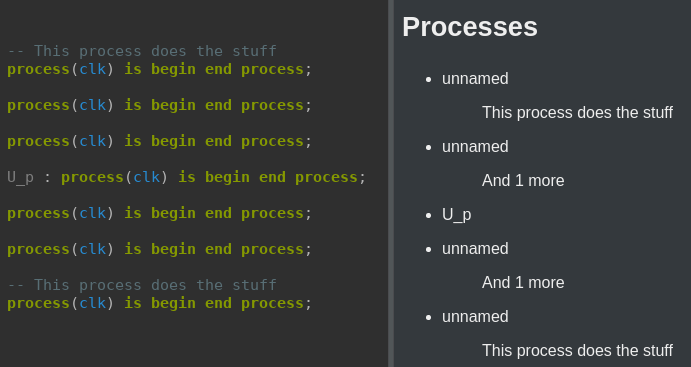 -- This process does the stuff
process(clk) is begin end process;
process(clk) is begin end process;
process(clk) is begin end process;
U_p : process(clk) is begin end process;
process(clk) is begin end process;
process(clk) is begin end process;
-- This process does the stuff
process(clk) is begin end process;
Processes
• unnamed
This process does the stuff
• unnamed
And 1 more
• U_p
• unnamed
And 1 more
• unnamed
This process does the stuff